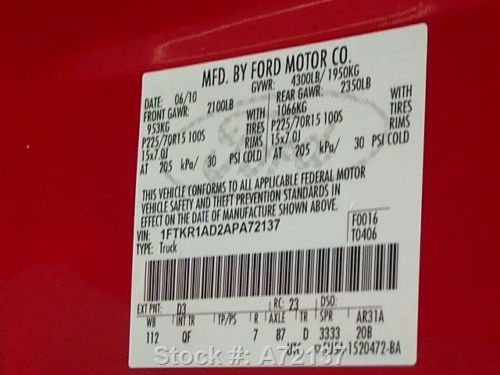 MFD. BY FORD MOTOR CO.
DATE: 06/10 GVWR: 4300LB/1950KG
FRONT GAWR: 2100LB REAR GAWR: 2350LB
953KG WITH 1066KG WITH
P225/70R15 100S TIRES P225/70R15 100S TIRES
15x7.0J RIMS 15x7.0J RIMS
AT 205 kPa/ 30 PSI COLD AT 205 kPa/ 30 PSI COLD
THIS VEHICLE CONFORMS TO ALL APPLICABLE FEDERAL MOTOR
VEHICLE SAFETY AND THEFT PREVENTION STANDARDS IN
EFFECT ON THE DATE OF MANUFACTURE SHOWN ABOVE.
VIN: 1FTKR1AD2APA72137 F0016
TYPE: Truck T0406
EXT PNT: D3 RC: 23 DSO:
WB INT TR TP/PS R AXLE TR SPR AR31A
112 QF 7 87 D 3333 20B
UTC 1520472-BA
Stock #: A72137